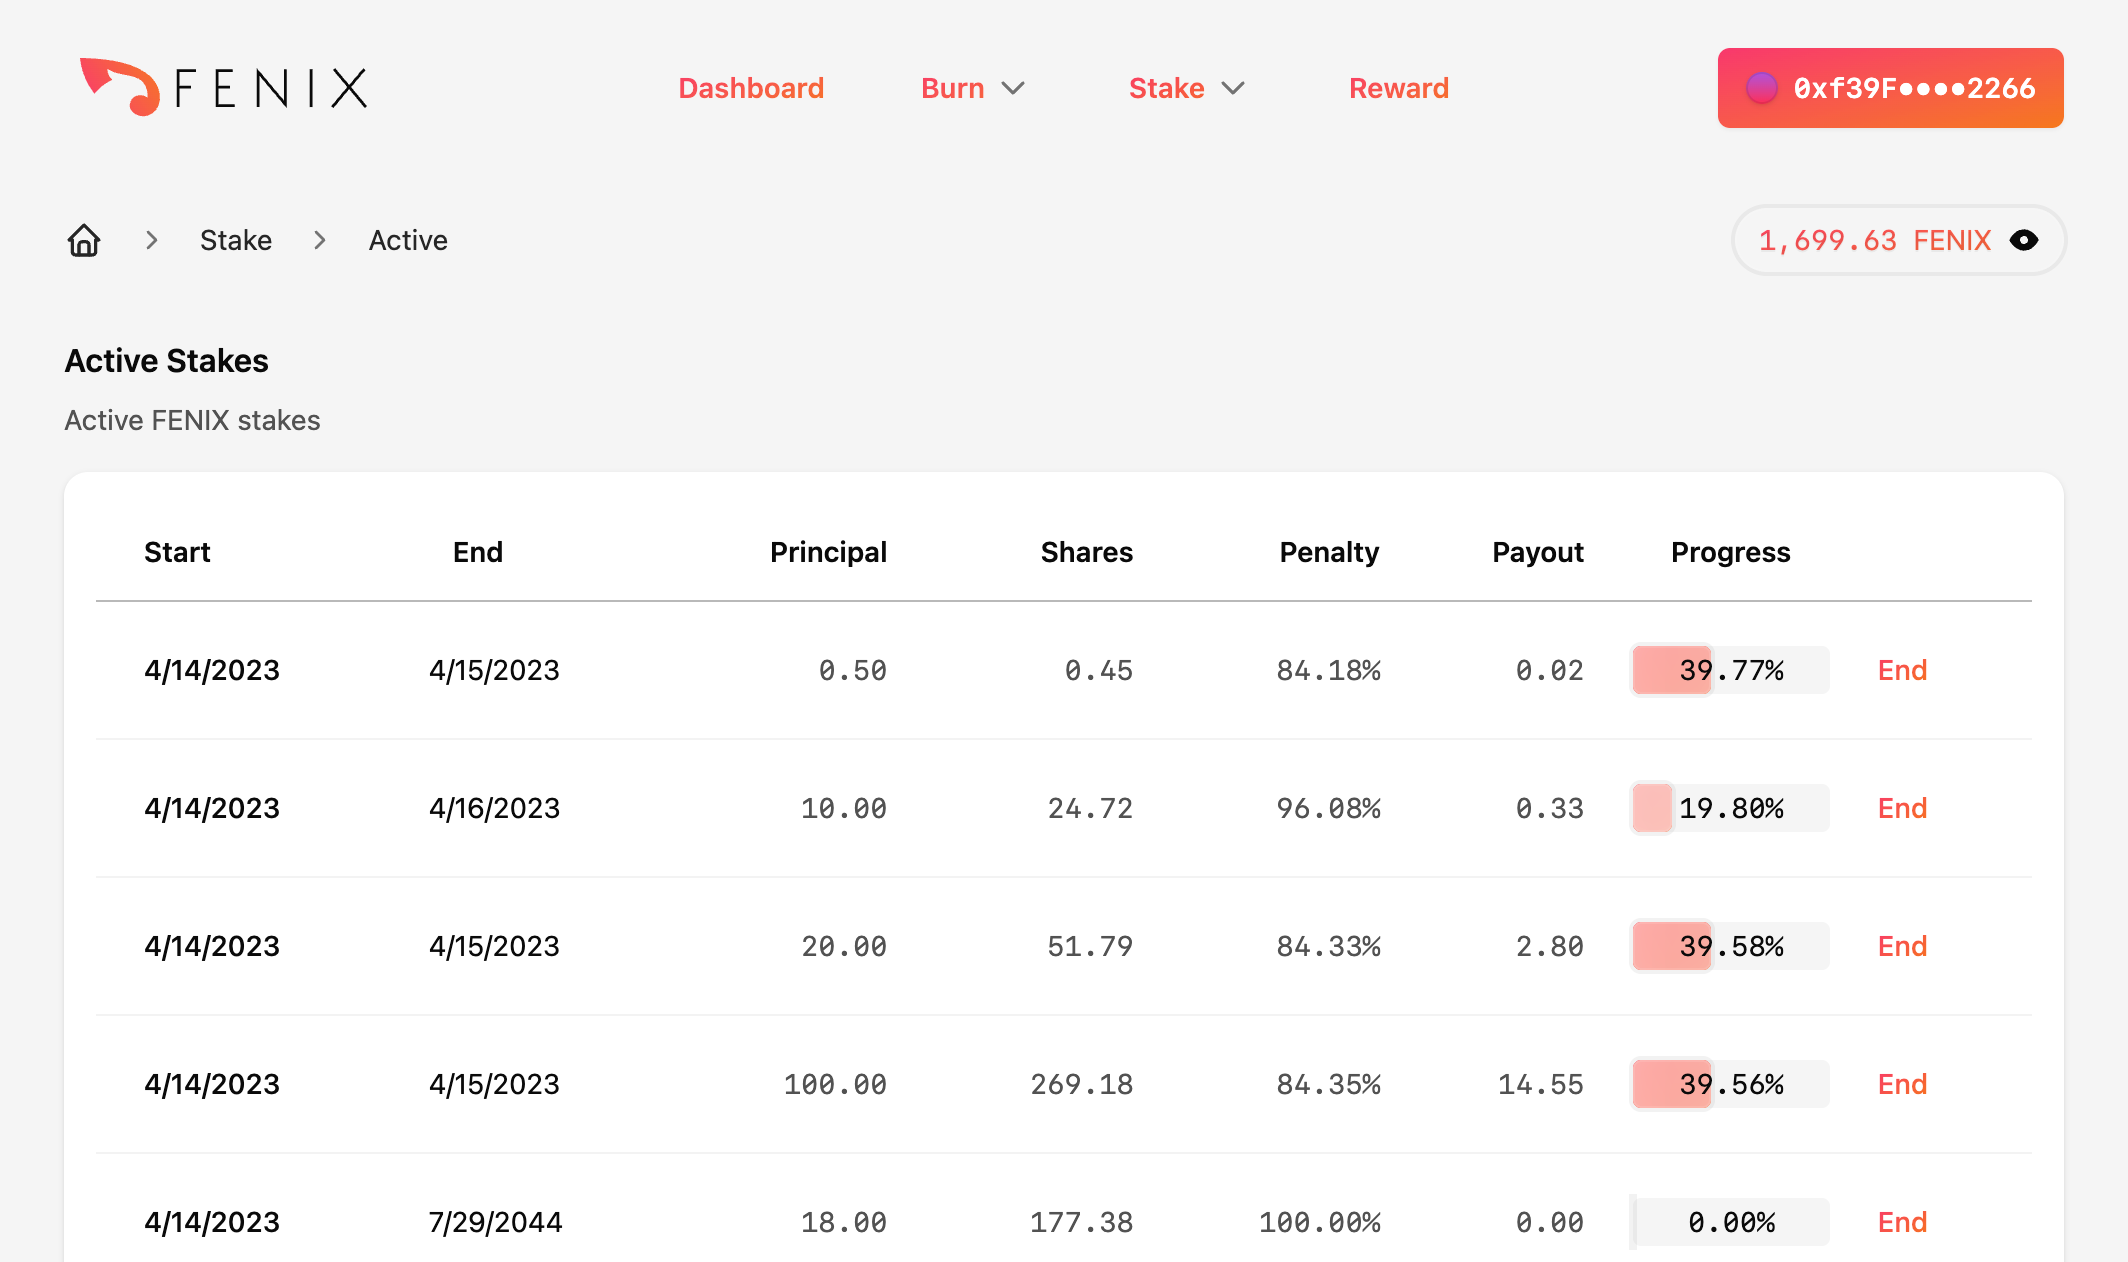 FENIX Dashboard Burn Stake Reward 0xf39F••••2266
Stake Active 1,699.63 FENIX
Active Stakes
Active FENIX stakes
Start End Principal Shares Penalty Payout Progress
4/14/2023 4/15/2023 0.50 0.45 84.18% 0.02 39.77% End
4/14/2023 4/16/2023 10.00 24.72 96.08% 0.33 19.80% End
4/14/2023 4/15/2023 20.00 51.79 84.33% 2.80 39.58% End
4/14/2023 4/15/2023 100.00 269.18 84.35% 14.55 39.56% End
4/14/2023 7/29/2044 18.00 177.38 100.00% 0.00 0.00% End